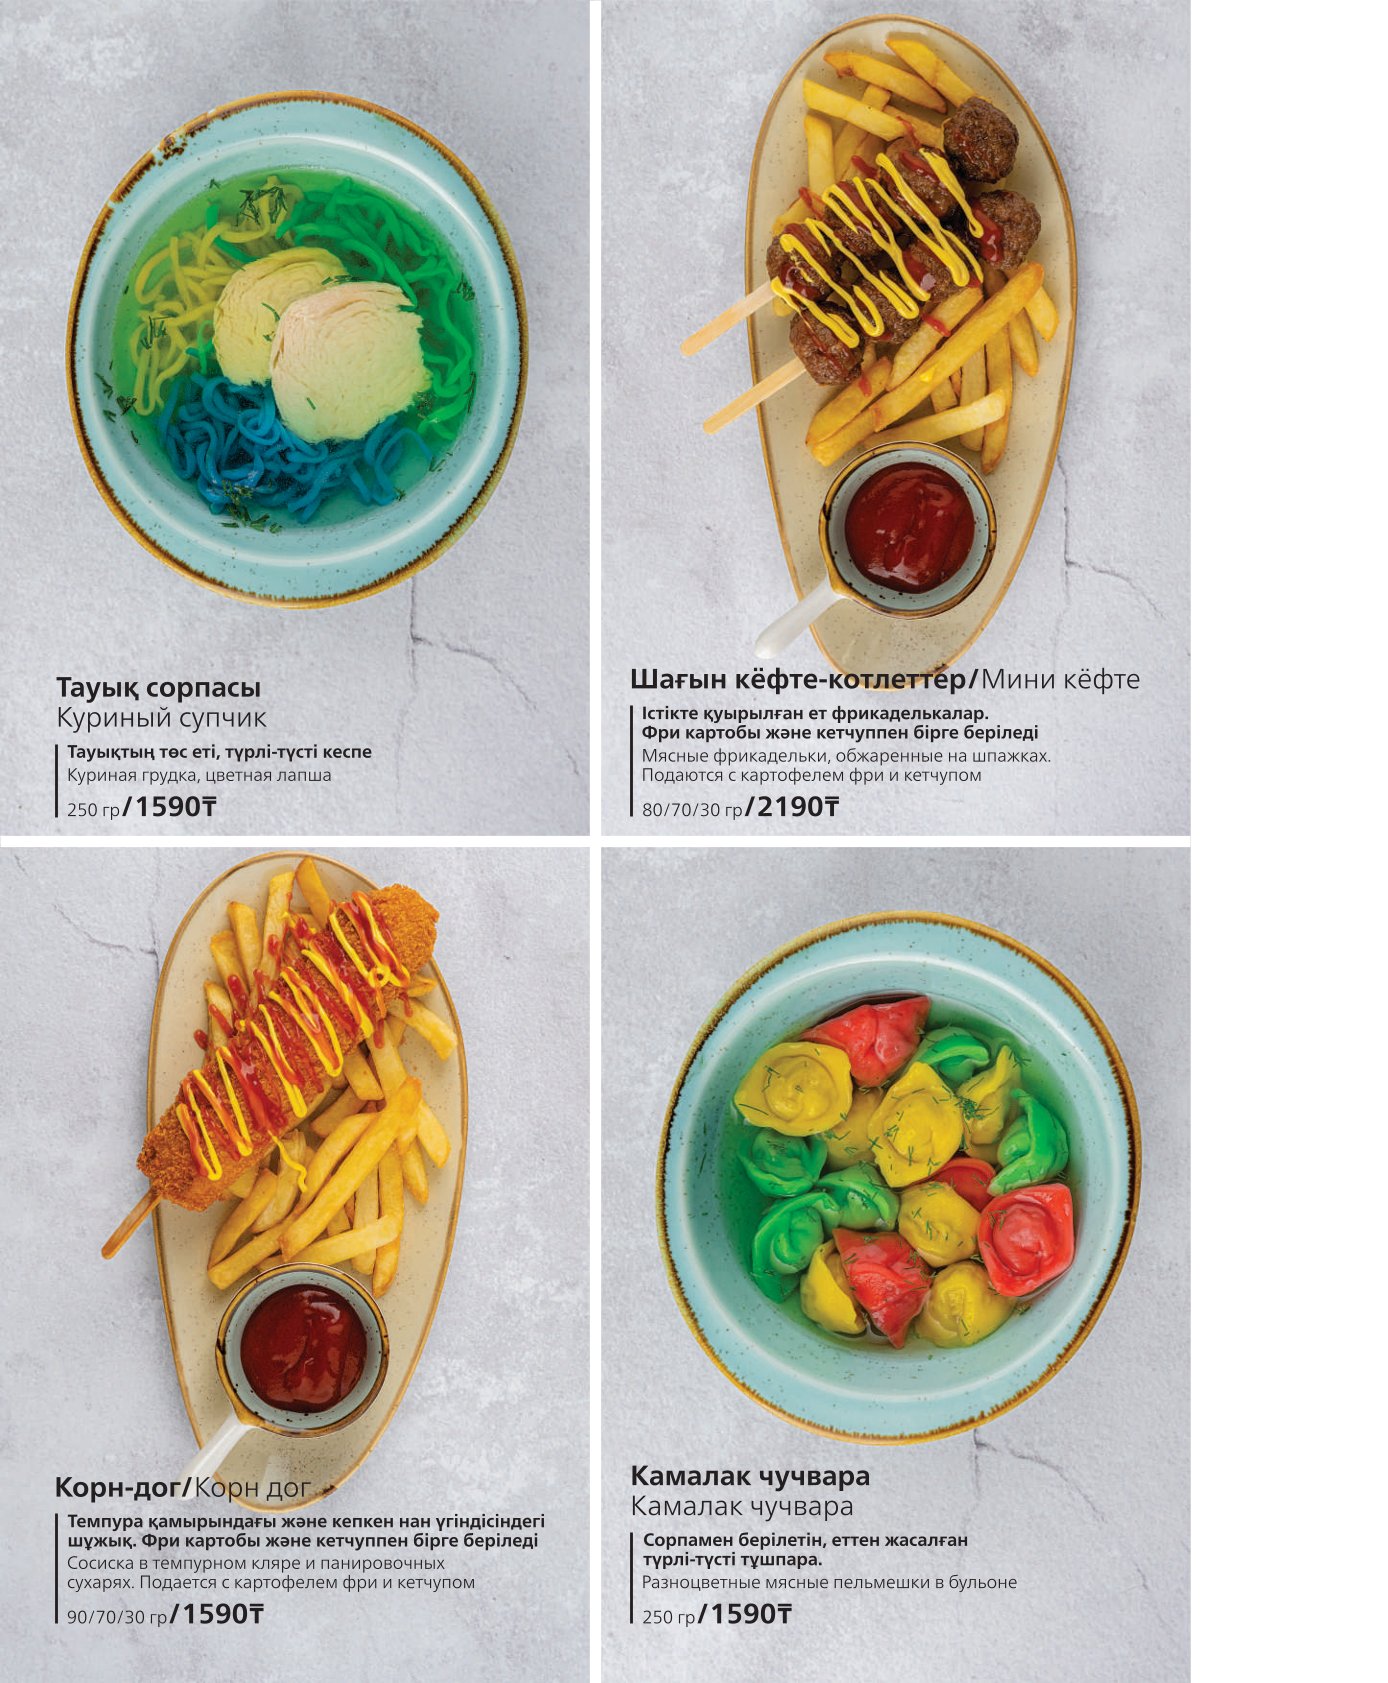 Тауық сорпасы
Куриный супчик
Тауықтың төс еті, түрлі-түсті кеспе
Куриная грудка, цветная лапша
250 гр/1590₸
Шағын кёфте-котлеттер/Мини кёфте
Істікте қуырылған ет фрикаделькалар.
Фри картобы және кетчуппен бірге беріледі
Мясные фрикадельки, обжаренные на шпажках.
Подаются с картофелем фри и кетчупом
80/70/30 гр/2190₸
Корн-дог/Корн дог
Темпура қамырындағы және кепкен нан үгіндісіндегі
шұжық. Фри картобы және кетчуппен бірге беріледі
Сосиска в темпурном кляре и панировочных
сухарях. Подается с картофелем фри и кетчупом
90/70/30 гр/1590₸
Камалак чучвара
Камалак чучвара
Сорпамен берілетін, еттен жасалған
түрлі-түсті тұшпара.
Разноцветные мясные пельмешки в бульоне
250 гр/1590₸